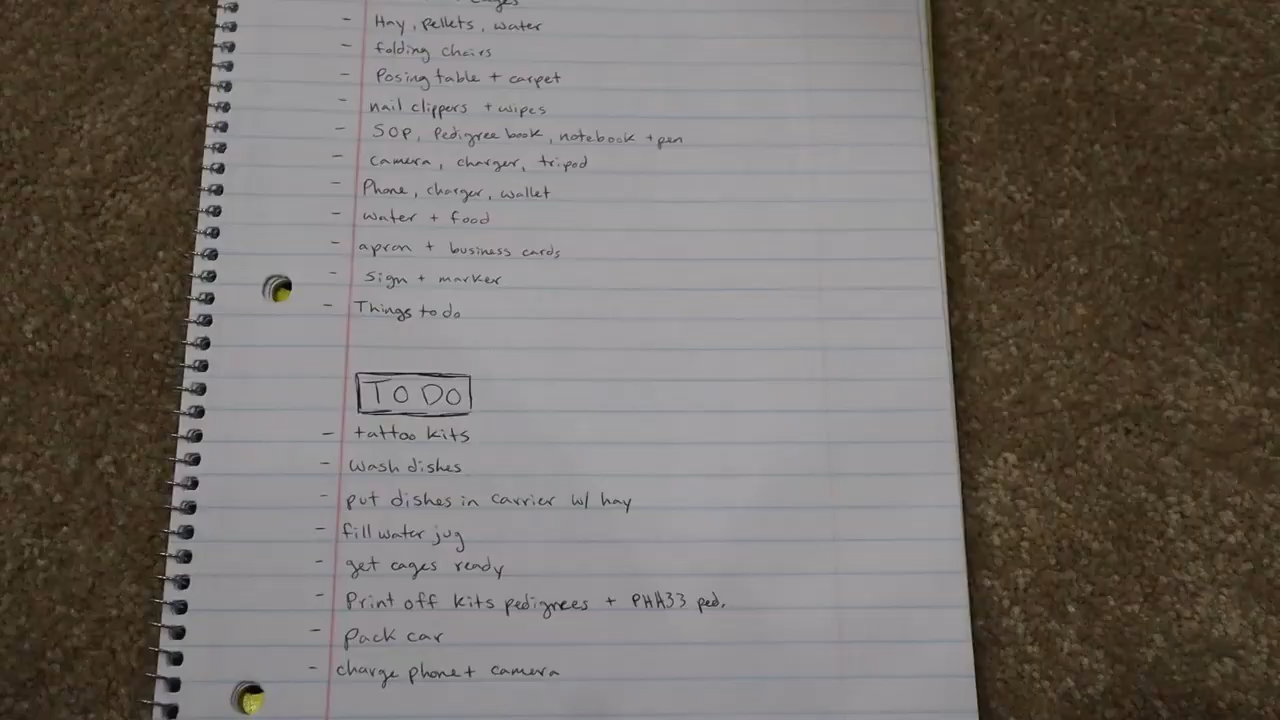 - Hay, pellets, water
- folding chairs
- Posing table + carpet
- nail clippers + wipes
- SOP, Pedigree book, notebook + pen
- camera, charger, tripod
- Phone, charger, wallet
- water + food
- apron + business cards
- Sign + marker
- Things to do
TO DO
- tattoo kits
- wash dishes
- put dishes in carrier w/ hay
- fill water jug
- get cages ready
- Print off kits pedigrees + PHA33 ped.
- pack car
- charge phone + camera